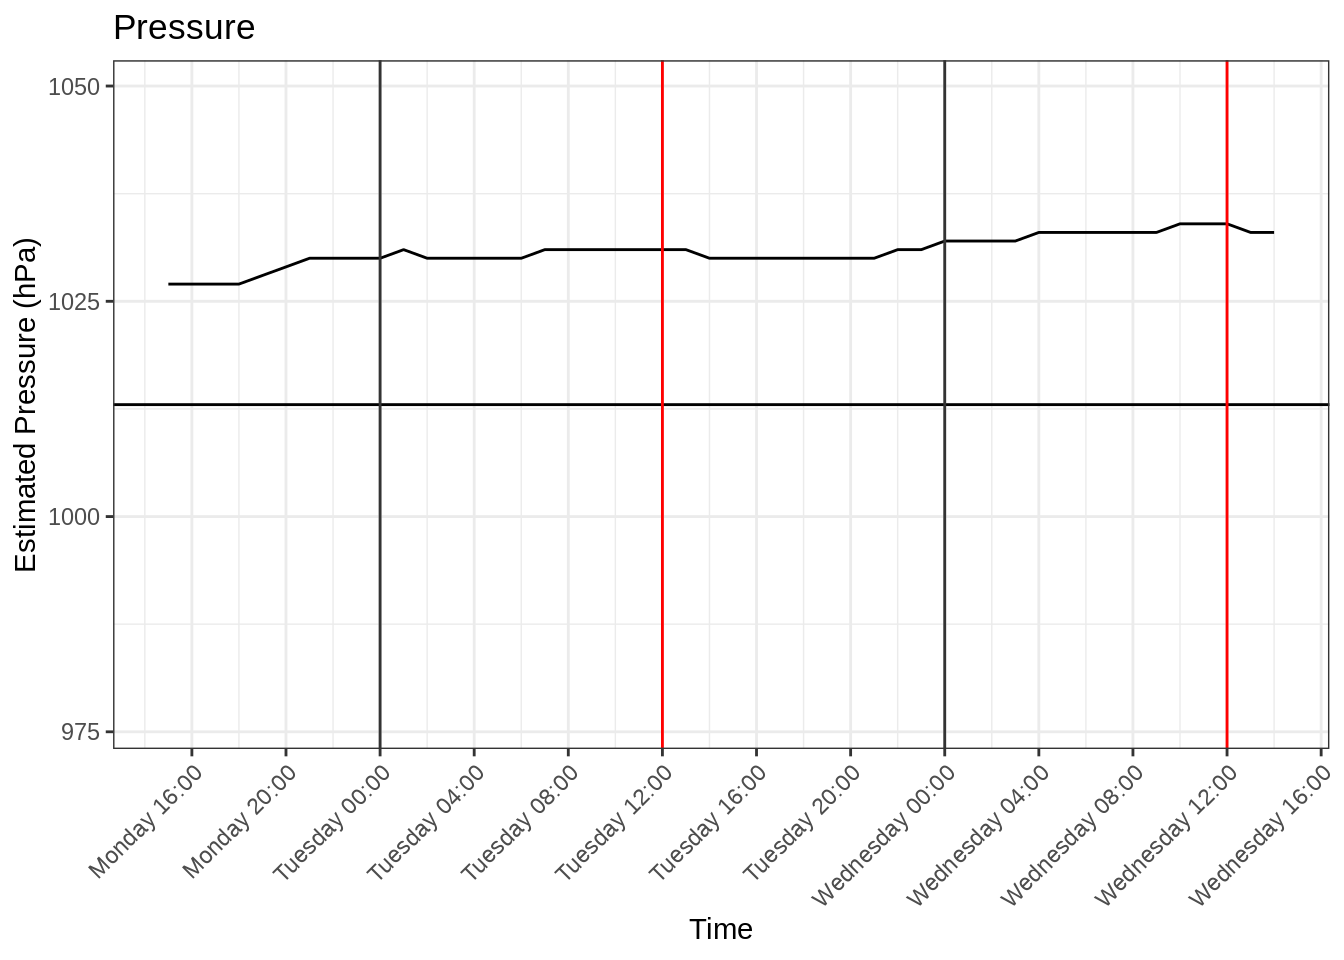 Pressure
Estimated Pressure (hPa)
1050
1025
1000
975
Monday 16:00
Monday 20:00
Tuesday 00:00
Tuesday 04:00
Tuesday 08:00
Tuesday 12:00
Tuesday 16:00
Tuesday 20:00
Wednesday 00:00
Wednesday 04:00
Wednesday 08:00
Wednesday 12:00
Wednesday 16:00
Time